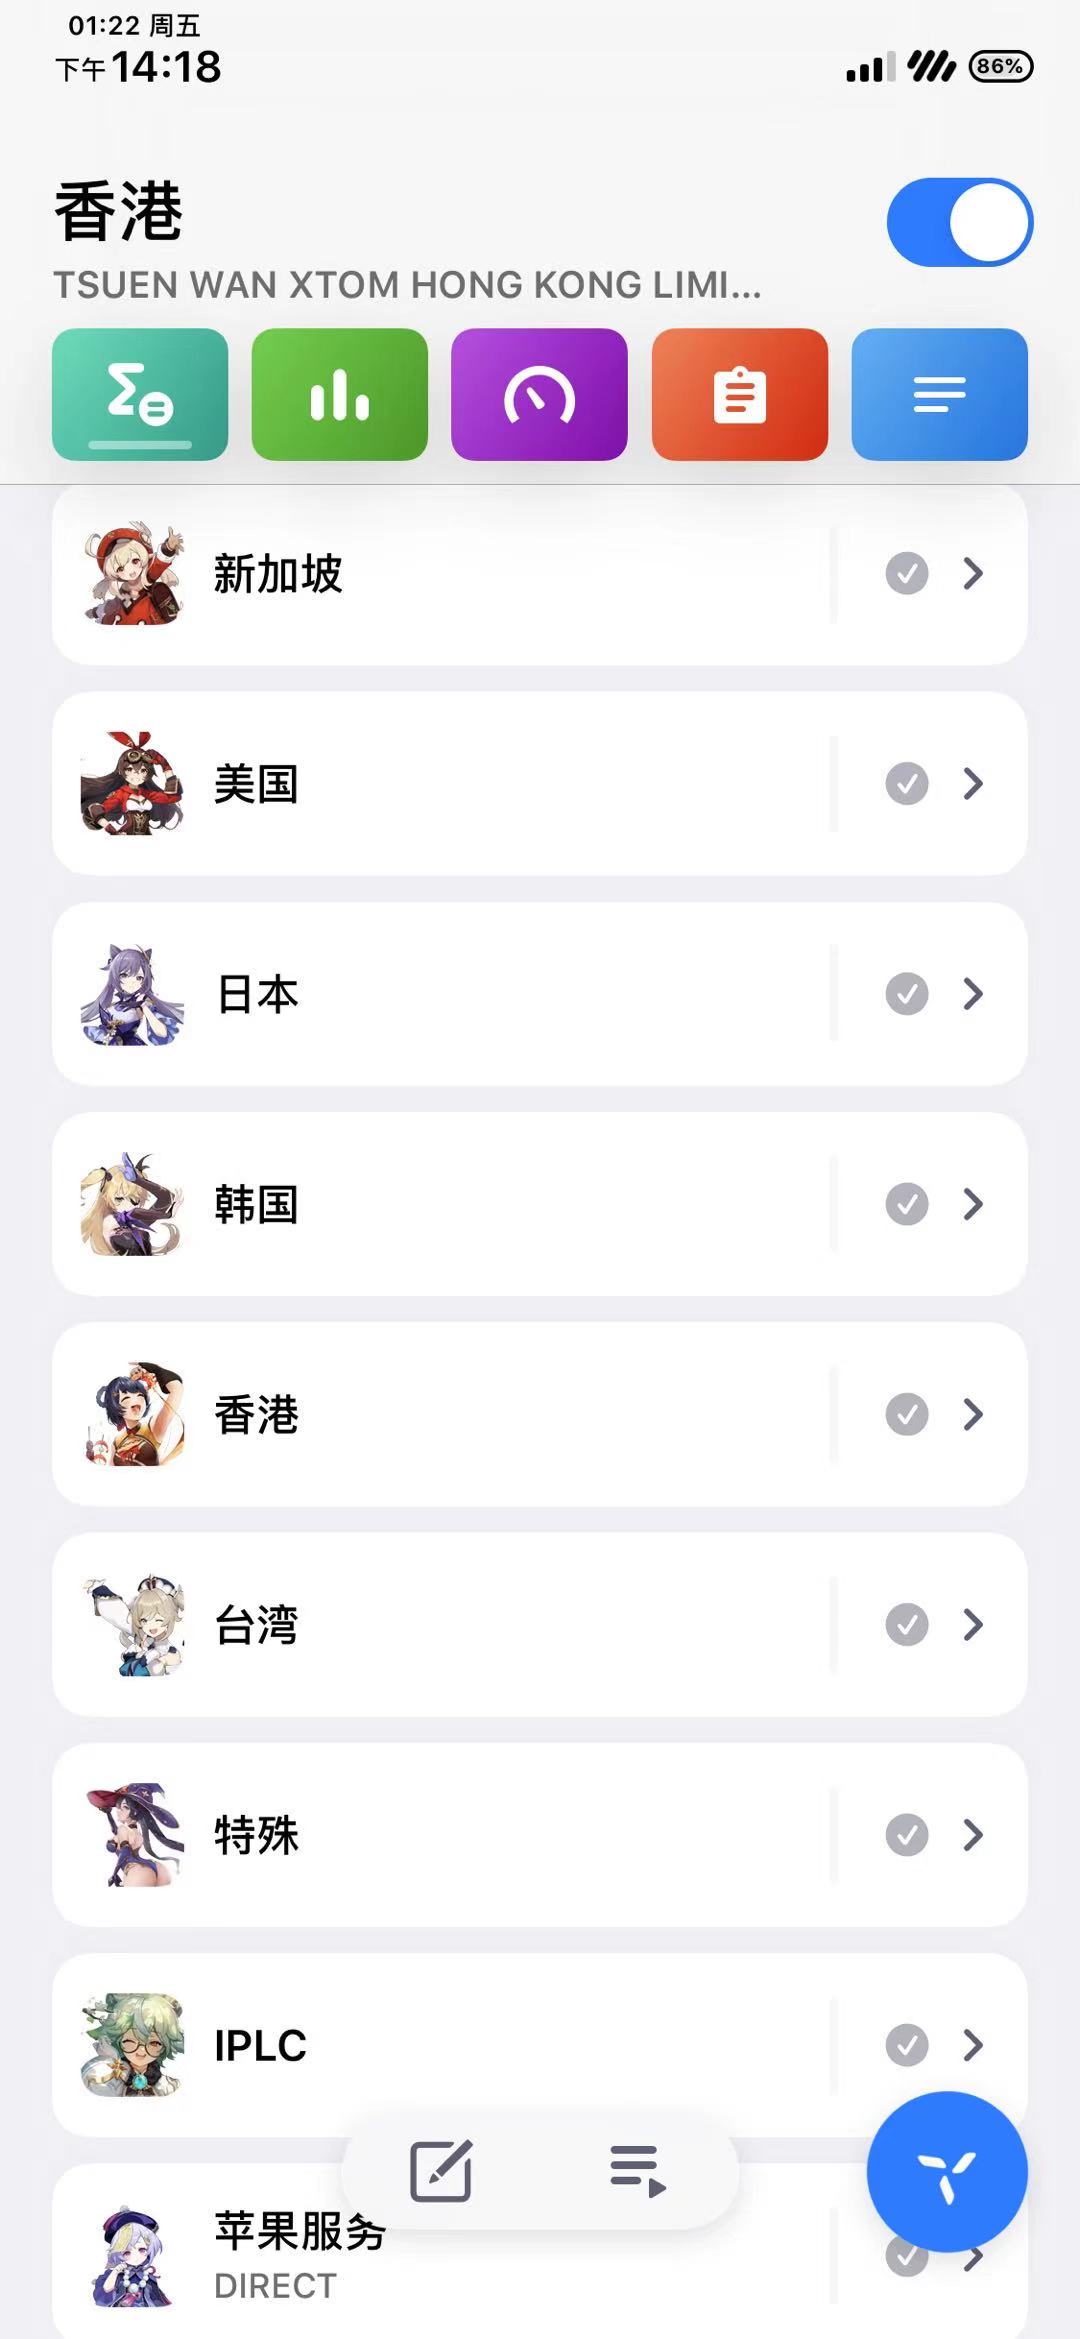 01:22 周五
下午14:18
86%
香港
TSUEN WAN XTOM HONG KONG LIMI...
新加坡
美国
日本
韩国
香港
台湾
特殊
IPLC
苹果服务
DIRECT